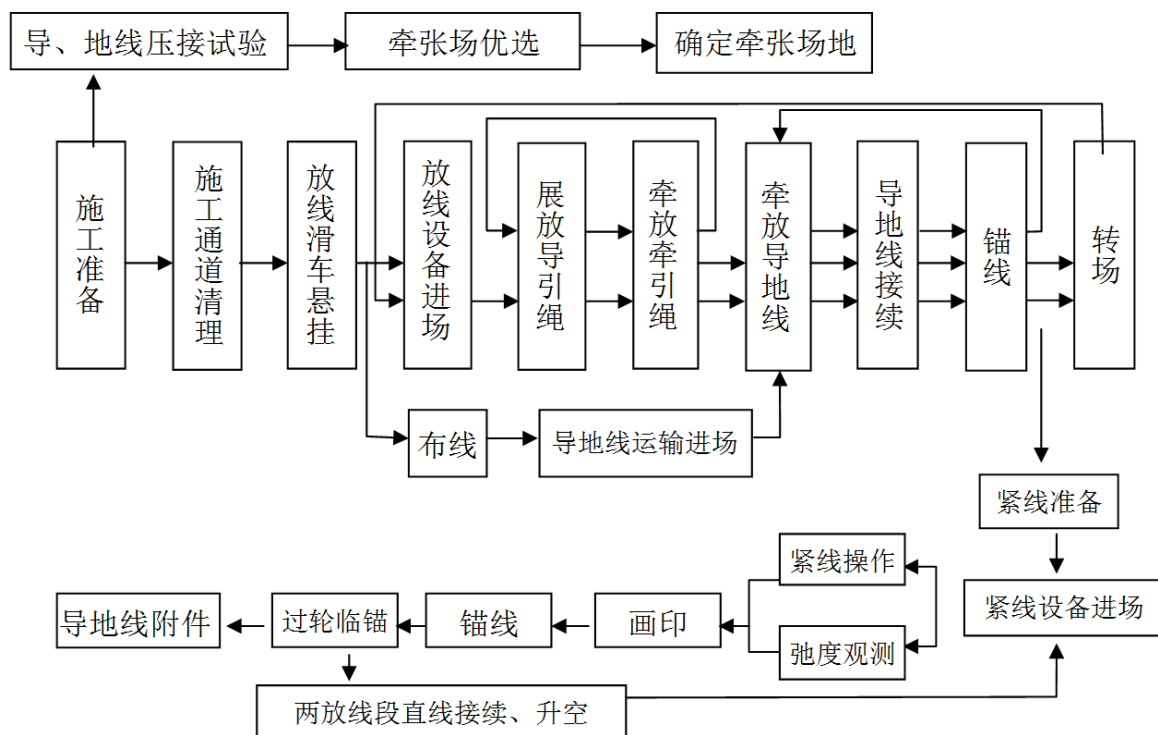 导、地线压接试验
牵张场优选
确定牵张场地
施工准备
施工通道清理
放线滑车悬挂
放线设备进场
展放导引绳
牵放牵引绳
牵放导地线
导地线接续
锚线
转场
布线
导地线运输进场
紧线准备
紧线操作
紧线设备进场
导地线附件
过轮临锚
锚线
画印
弛度观测
两放线段直线接续、升空